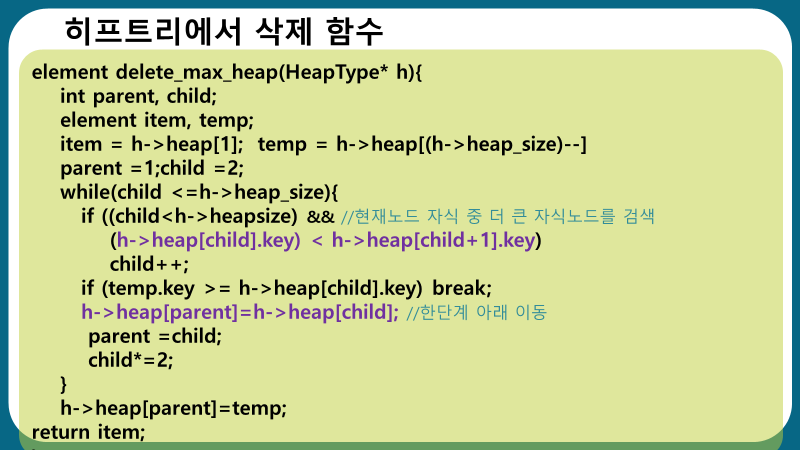 히프트리에서 삭제 함수
element delete_max_heap(HeapType* h){
int parent, child;
element item, temp;
item = h->heap[1]; temp = h->heap[(h->heap_size)--]
parent =1;child =2;
while(child <=h->heap_size){
if ((child<h->heapsize) && //현재노드 자식 중 더 큰 자식노드를 검색
(h->heap[child].key) < h->heap[child+1].key)
child++;
if (temp.key >= h->heap[child].key) break;
h->heap[parent]=h->heap[child]; //한단계 아래 이동
parent =child;
child*=2;
}
h->heap[parent]=temp;
return item;